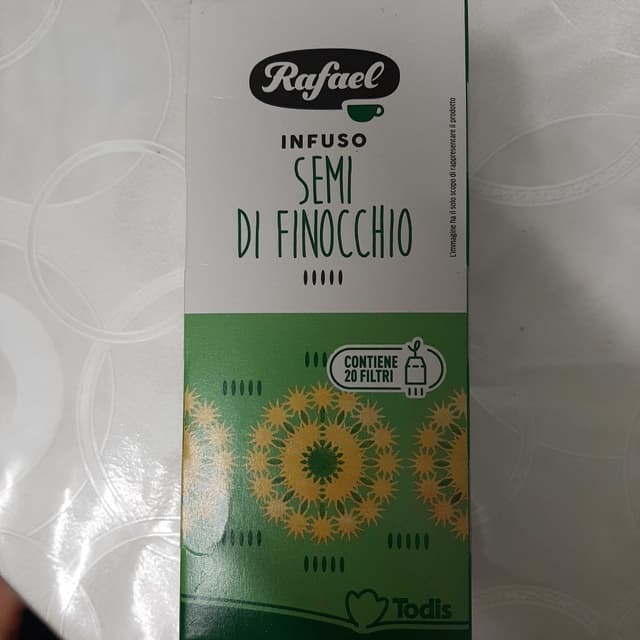 Rafael
INFUSO
SEMI
DI FINOCCHIO
L'immagine ha il solo scopo di rappresentare il prodotto
CONTIENE
20 FILTRI
Todis